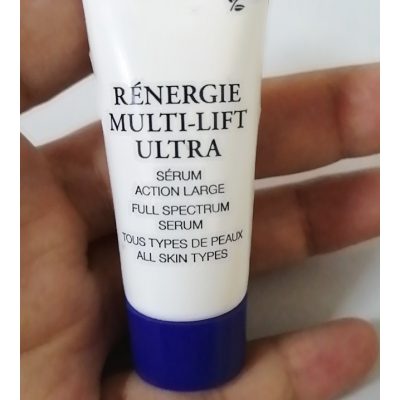 RÉNERGIE
MULTI-LIFT
ULTRA
SÉRUM
ACTION LARGE
FULL SPECTRUM
SERUM
TOUS TYPES DE PEAUX
ALL SKIN TYPES